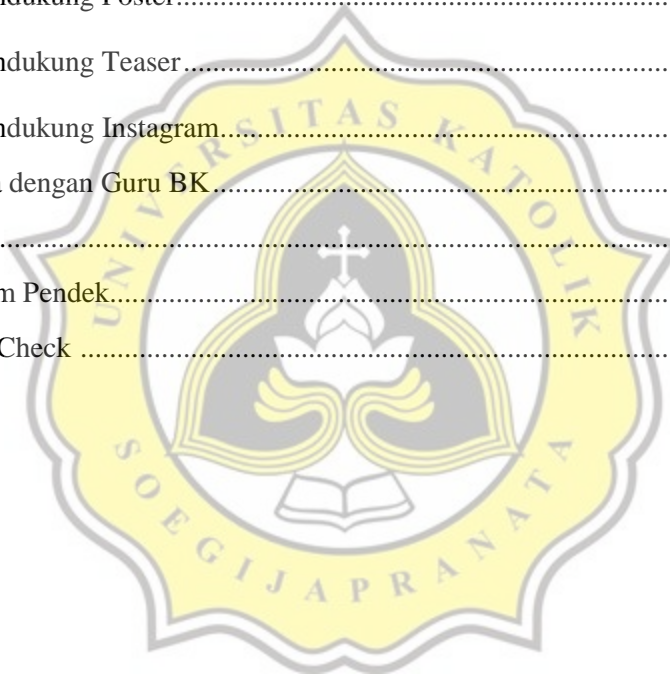 ndukung Poster....................................................
ndukung Teaser....................................................
ndukung Instagram....................................................
a dengan Guru BK....................................................
....................................................
m Pendek....................................................
Check ....................................................
UNIVERSITAS KATOLIK
SOEGIJAPRANATA